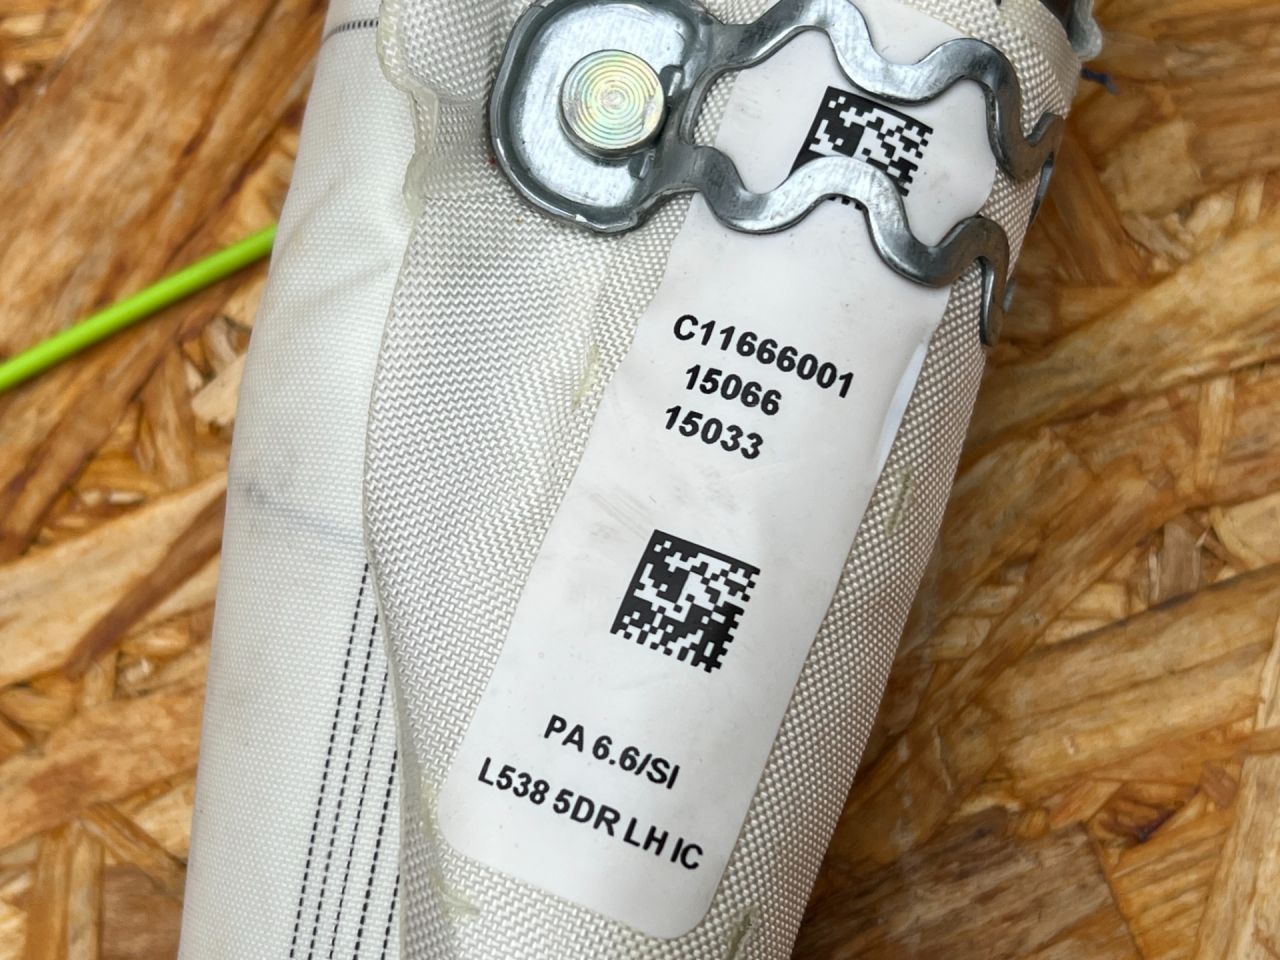 C11666001
15066
15033
PA 6.6/SI
L538 5DR LH IC